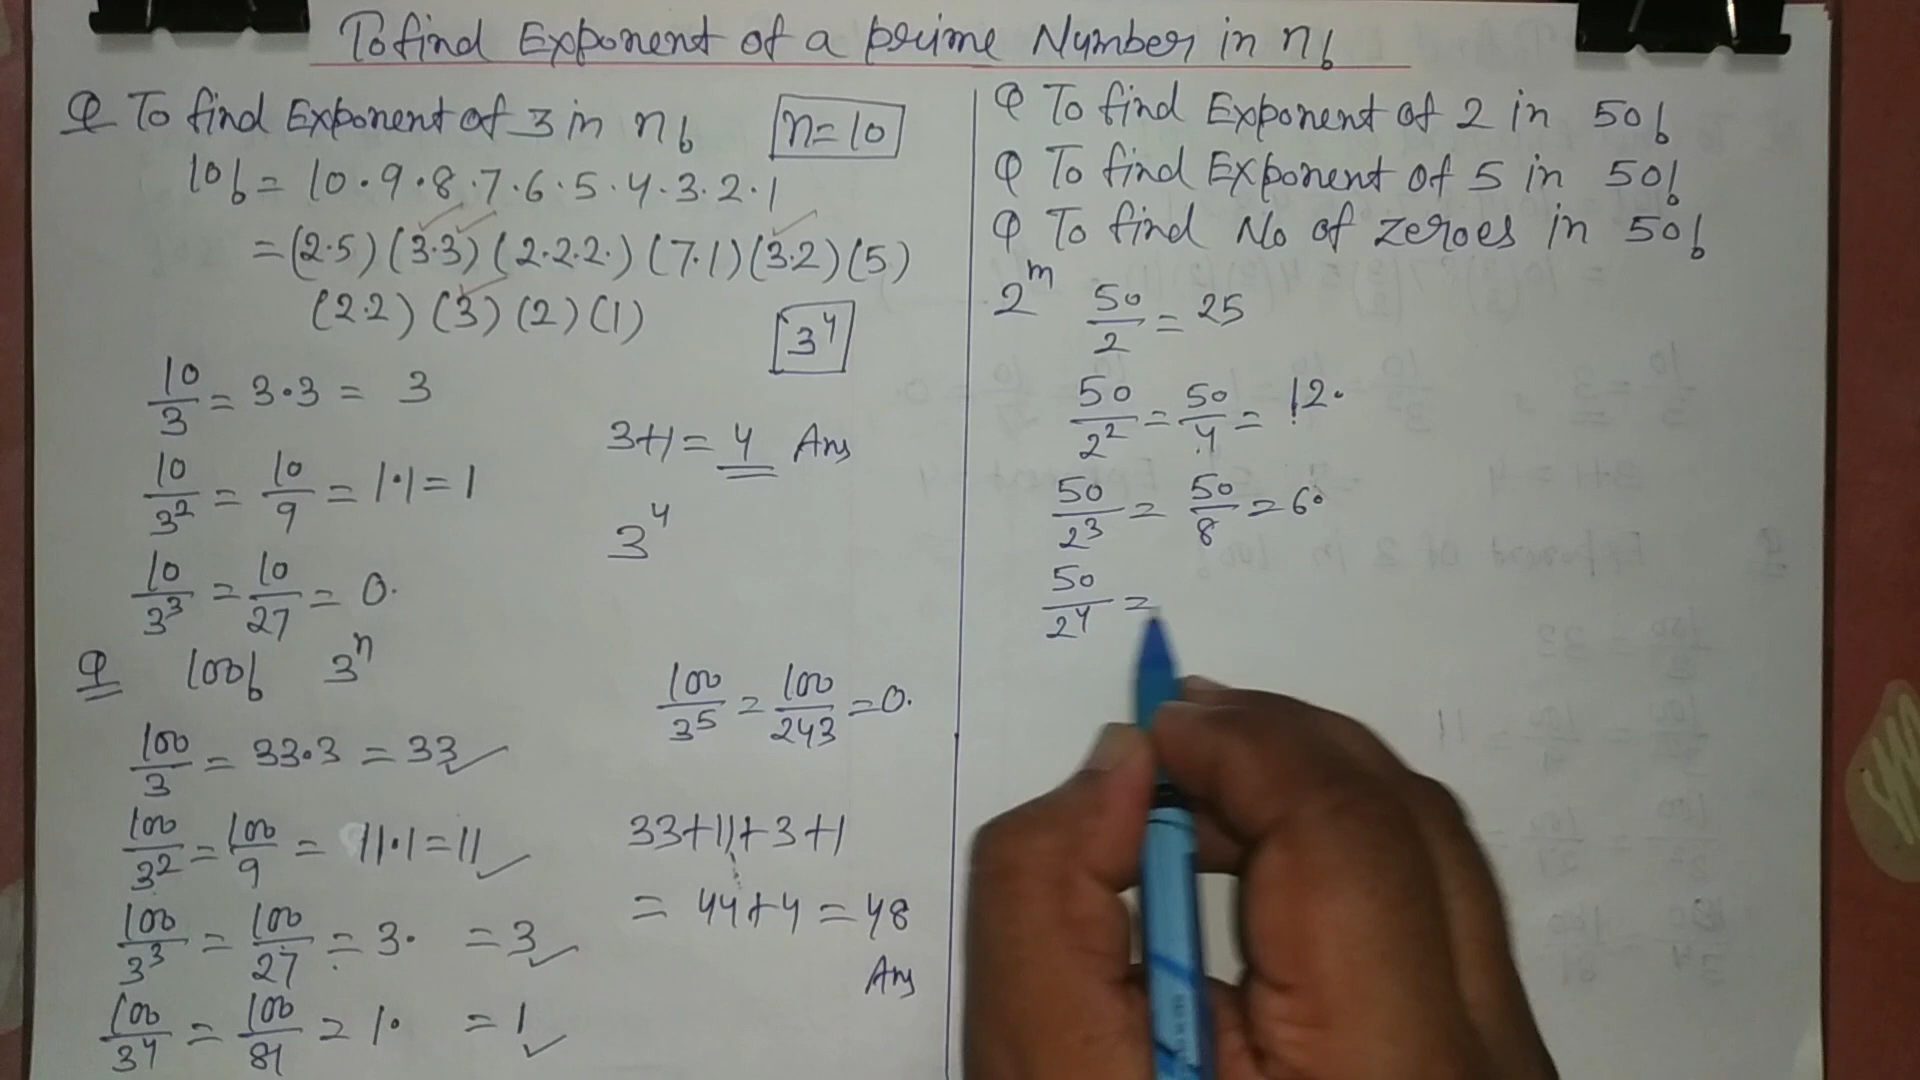 To find Exponent of a prime Number in n!
Q To find Exponent of 3 in n! n=10
10! = 10·9·8·7·6·5·4·3·2·1
=(2·5)(3·3)(2·2·2·)(7·1)(3·2)(5)
(2·2)(3)(2)(1)
3^4
10/3 = 3·3 = 3
10/3^2 = 10/9 = 1·1 = 1
10/3^3 = 10/27 = 0·
3+1 = 4 Ans
3^4
Q 100! 3^n
100/3 = 33·3 = 33✓
100/3^2 = 100/9 = 11·1 = 11✓
100/3^3 = 100/27 = 3· = 3✓
100/3^4 = 100/81 = 1· = 1✓
100/3^5 = 100/243 = 0·
33+11+3+1
= 44+4 = 48
Ans
Q To find Exponent of 2 in 50!
Q To find Exponent of 5 in 50!
Q To find No of zeroes in 50!
2^m 50/2 = 25
50/2^2 = 50/4 = 12·
50/2^3 = 50/8 = 6·
50/2^4 =